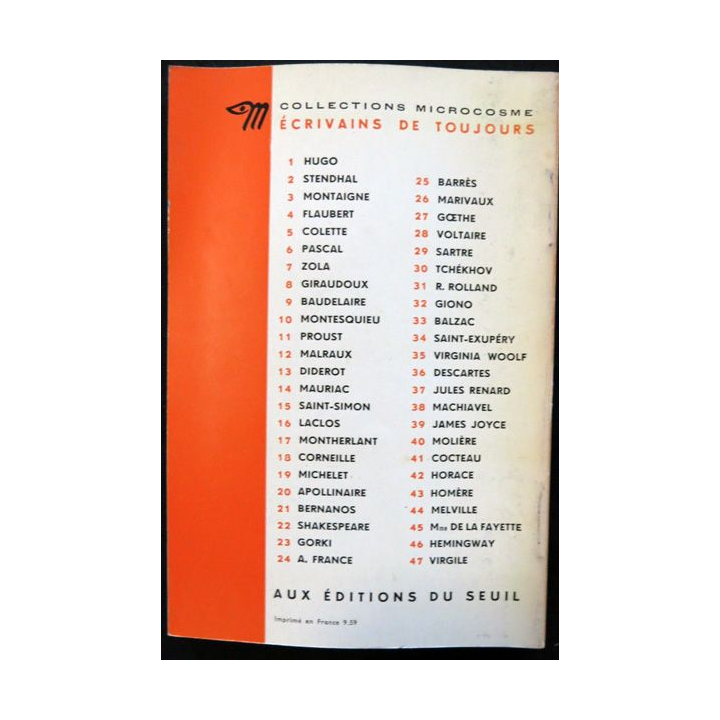 COLLECTIONS MICROCOSME
ÉCRIVAINS DE TOUJOURS
1 HUGO
2 STENDHAL
3 MONTAIGNE
4 FLAUBERT
5 COLETTE
6 PASCAL
7 ZOLA
8 GIRAUDOUX
9 BAUDELAIRE
10 MONTESQUIEU
11 PROUST
12 MALRAUX
13 DIDEROT
14 MAURIAC
15 SAINT-SIMON
16 LACLOS
17 MONTHERLANT
18 CORNEILLE
19 MICHELET
20 APOLLINAIRE
21 BERNANOS
22 SHAKESPEARE
23 GORKI
24 A. FRANCE
25 BARRÈS
26 MARIVAUX
27 GŒTHE
28 VOLTAIRE
29 SARTRE
30 TCHÉKHOV
31 R. ROLLAND
32 GIONO
33 BALZAC
34 SAINT-EXUPÉRY
35 VIRGINIA WOOLF
36 DESCARTES
37 JULES RENARD
38 MACHIAVEL
39 JAMES JOYCE
40 MOLIÈRE
41 COCTEAU
42 HORACE
43 HOMÈRE
44 MELVILLE
45 Mme DE LA FAYETTE
46 HEMINGWAY
47 VIRGILE
AUX ÉDITIONS DU SEUIL
Imprimé en France 9.59